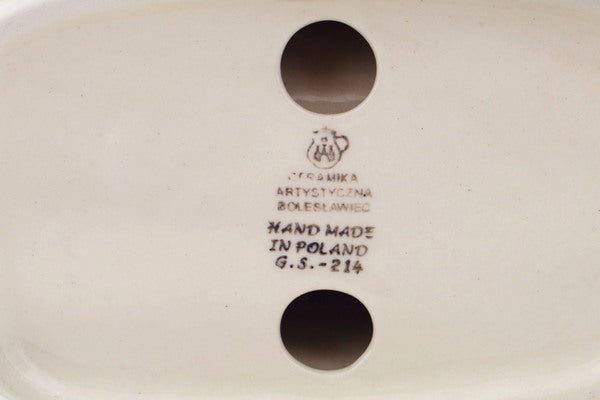 CERAMIKA
ARTYSTYCZNA
BOLESŁAWIEC
HAND MADE
IN POLAND
G.S.-214